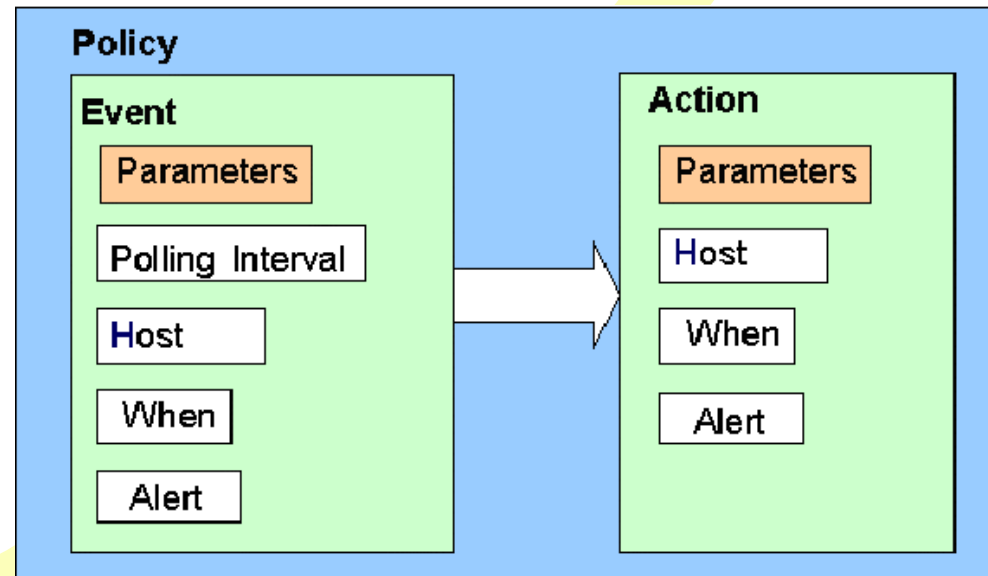 Policy
Event
Parameters
Polling Interval
Host
When
Alert
Action
Parameters
Host
When
Alert